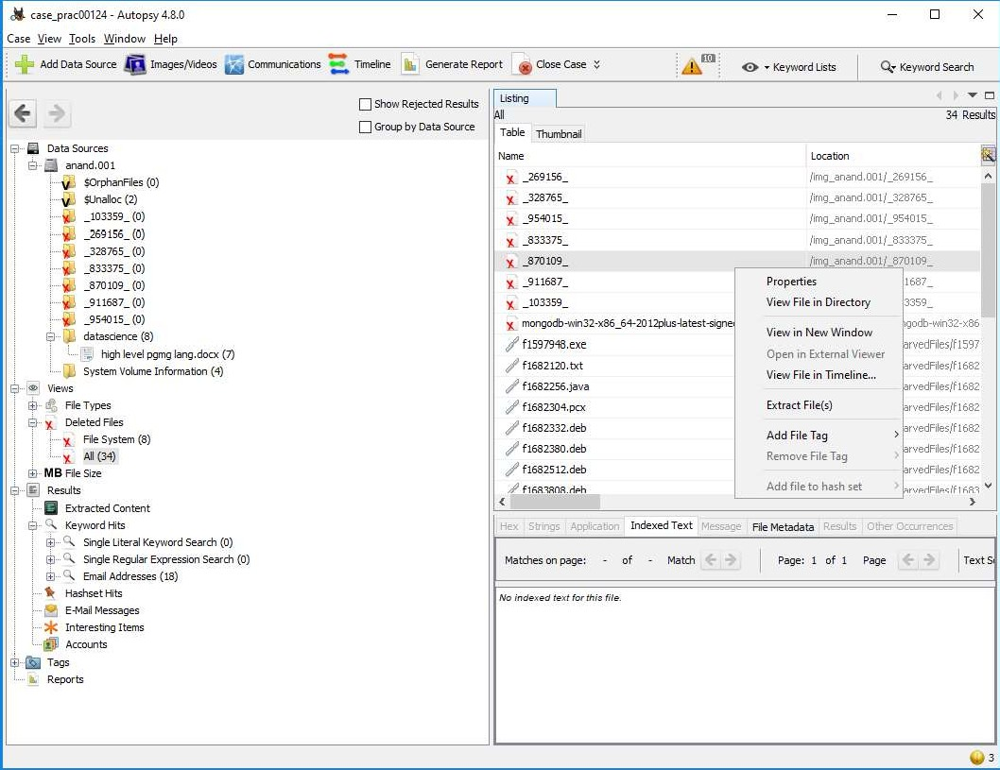 case_prac00124 - Autopsy 4.8.0
Case View Tools Window Help
Add Data Source Images/Videos Communications Timeline Generate Report Close Case 10 Keyword Lists Keyword Search
Show Rejected Results
Group by Data Source
Data Sources
anand.001
$OrphanFiles (0)
$Unalloc (2)
_103359_ (0)
_269156_ (0)
_328765_ (0)
_833375_ (0)
_870109_ (0)
_911687_ (0)
_954015_ (0)
datascience (8)
high level pgmg lang.docx (7)
System Volume Information (4)
Views
File Types
Deleted Files
File System (8)
All (34)
MB File Size
Results
Extracted Content
Keyword Hits
Single Literal Keyword Search (0)
Single Regular Expression Search (0)
Email Addresses (18)
Hashset Hits
E-Mail Messages
Interesting Items
Accounts
Tags
Reports
Listing
All 34 Results
Table Thumbnail
Name Location
_269156_ /img_anand.001/_269156_
_328765_ /img_anand.001/_328765_
_954015_ /img_anand.001/_954015_
_833375_ /img_anand.001/_833375_
_870109_ /img_anand.001/_870109_
_911687_ 1687_
_103359_ 3359_
mongodb-win32-x86_64-2012plus-latest-signe ngodb-win32-x86
f1597948.exe arvedFiles/f1597
f1682120.txt arvedFiles/f1682
f1682256.java arvedFiles/f1682
f1682304.pcx arvedFiles/f1682
f1682332.deb arvedFiles/f1682
f1682380.deb arvedFiles/f1682
f1682512.deb arvedFiles/f1682
f1683808.deb arvedFiles/f1683
Properties
View File in Directory
View in New Window
Open in External Viewer
View File in Timeline...
Extract File(s)
Add File Tag
Remove File Tag
Add file to hash set
Hex Strings Application Indexed Text Message File Metadata Results Other Occurrences
Matches on page: - of - Match Page: 1 of 1 Page Text S
No indexed text for this file.
3